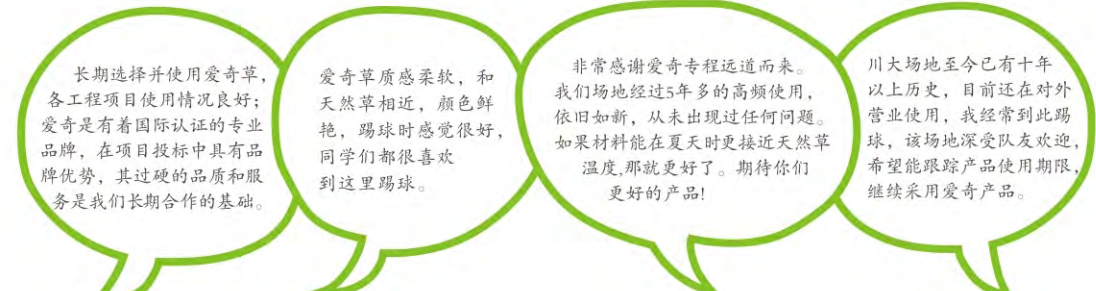 长期选择并使用爱奇草，
各工程项目使用情况良好；
爱奇是有着国际认证的专业
品牌，在项目投标中具有品
牌优势，其过硬的品质和服
务是我们长期合作的基础。
爱奇草质感柔软，和
天然草相近，颜色鲜
艳，踢球时感觉很好，
同学们都很喜欢
到这里踢球。
非常感谢爱奇专程远道而来。
我们场地经过5年多的高频使用，
依旧如新，从未出现过任何问题。
如果材料能在夏天时更接近天然草
温度,那就更好了。期待你们
更好的产品!
川大场地至今已有十年
以上历史，目前还在对外
营业使用，我经常到此踢
球，该场地深受队友欢迎，
希望能跟踪产品使用期限，
继续采用爱奇产品。